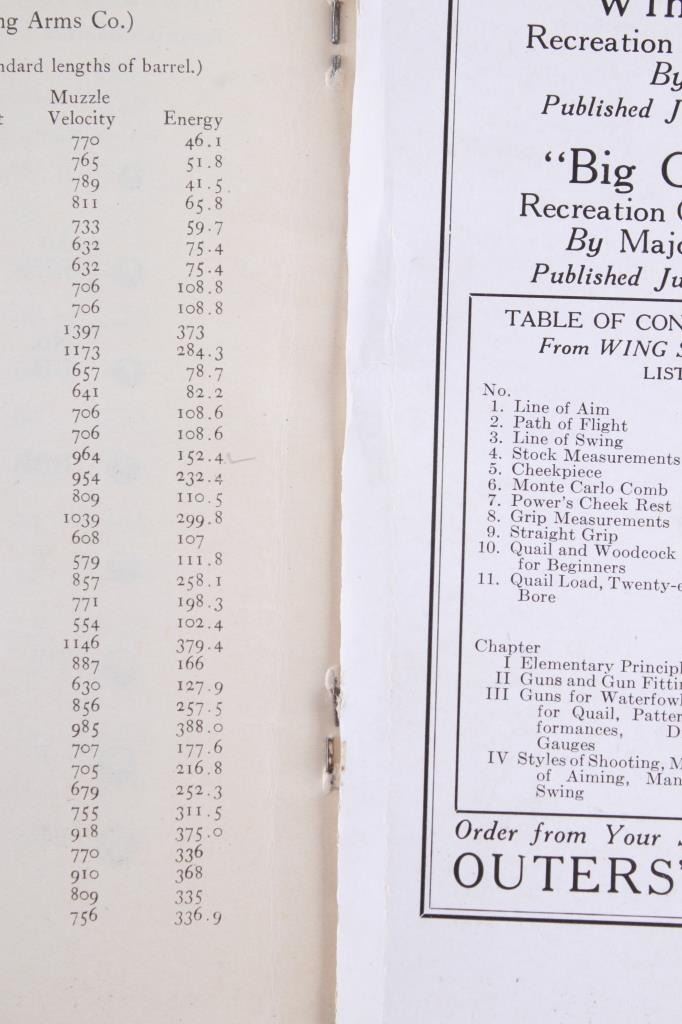 ng Arms Co.)
ndard lengths of barrel.)
Muzzle
Velocity Energy
770 46.1
765 51.8
789 41.5
811 65.8
733 59.7
632 75.4
632 75.4
706 108.8
706 108.8
1397 373
1173 284.3
657 78.7
641 82.2
706 108.6
706 108.6
964 152.4
954 232.4
809 110.5
1039 299.8
608 107
579 111.8
857 258.1
771 198.3
554 102.4
1146 379.4
887 166
630 127.9
856 257.5
985 388.0
707 177.6
705 216.8
679 252.3
755 311.5
918 375.0
770 336
910 368
809 335
756 336.9
Recreation
By
Published J
"Big
Recreation
By Majo
Published Ju
TABLE OF CON
From WING S
LIST
No.
1. Line of Aim
2. Path of Flight
3. Line of Swing
4. Stock Measurements
5. Cheekpiece
6. Monte Carlo Comb
7. Power's Cheek Rest
8. Grip Measurements
9. Straight Grip
10. Quail and Woodcock
for Beginners
11. Quail Load, Twenty-e
Bore
Chapter
I Elementary Principl
II Guns and Gun Fittin
III Guns for Waterfowl
for Quail, Patter
formances, D
Gauges
IV Styles of Shooting, M
of Aiming, Man
Swing
Order from Your
OUTERS'